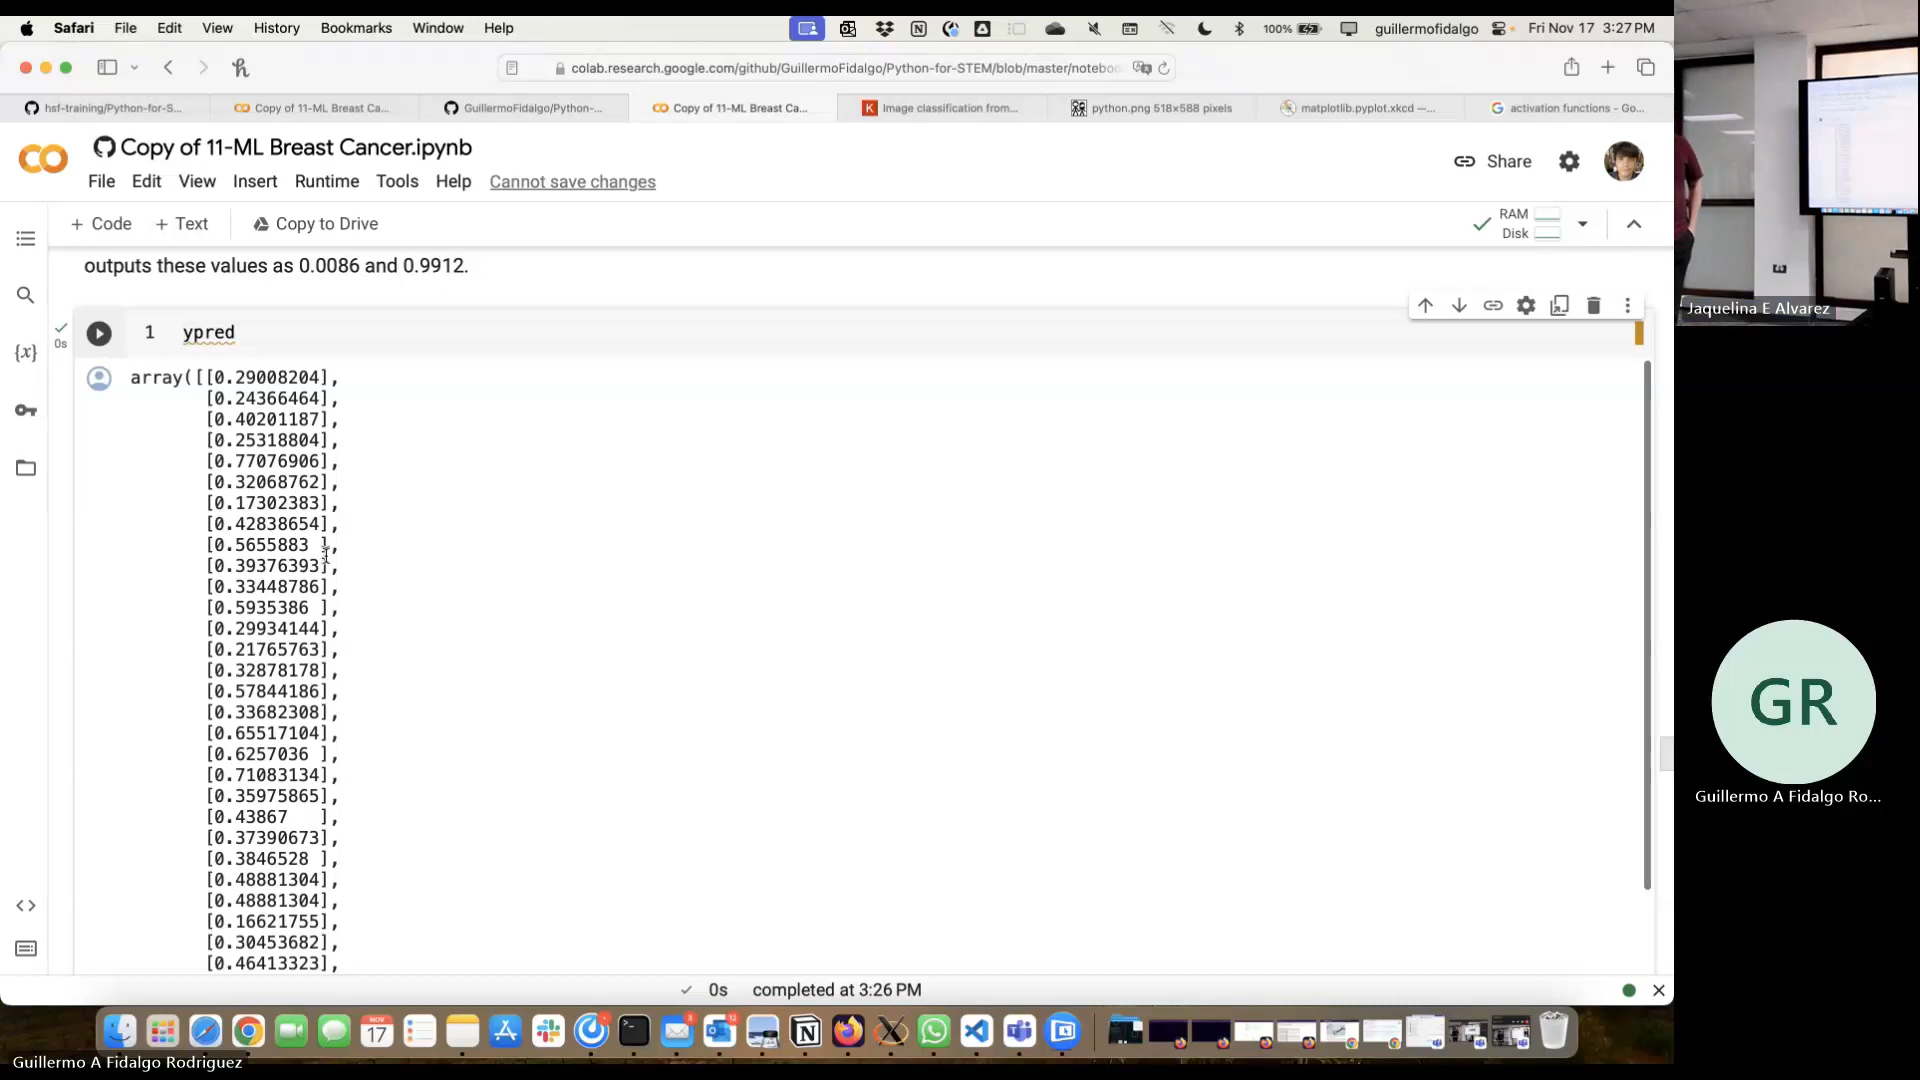 Safari File Edit View History Bookmarks Window Help 100% guillermofidalgo Fri Nov 17 3:27 PM
colab.research.google.com/github/GuillermoFidalgo/Python-for-STEM/blob/master/noteboo
hsf-training/Python-for-S... Copy of 11-ML Breast Ca... GuillermoFidalgo/Python-... Copy of 11-ML Breast Ca... Image classification from... python.png 518×588 pixels matplotlib.pyplot.xkcd —... activation functions - Go...
Copy of 11-ML Breast Cancer.ipynb
File Edit View Insert Runtime Tools Help Cannot save changes
Share
+ Code + Text Copy to Drive
RAM
Disk
outputs these values as 0.0086 and 0.9912.
0s
1 ypred
array([[0.29008204],
[0.24366464],
[0.40201187],
[0.25318804],
[0.77076906],
[0.32068762],
[0.17302383],
[0.42838654],
[0.5655883 ],
[0.39376393],
[0.33448786],
[0.5935386 ],
[0.29934144],
[0.21765763],
[0.32878178],
[0.57844186],
[0.33682308],
[0.65517104],
[0.6257036 ],
[0.71083134],
[0.35975865],
[0.43867   ],
[0.37390673],
[0.3846528 ],
[0.48881304],
[0.48881304],
[0.16621755],
[0.30453682],
[0.46413323],
0s completed at 3:26 PM
NOV
17
Guillermo A Fidalgo Rodriguez
Jaquelina E Alvarez
GR
Guillermo A Fidalgo Ro...